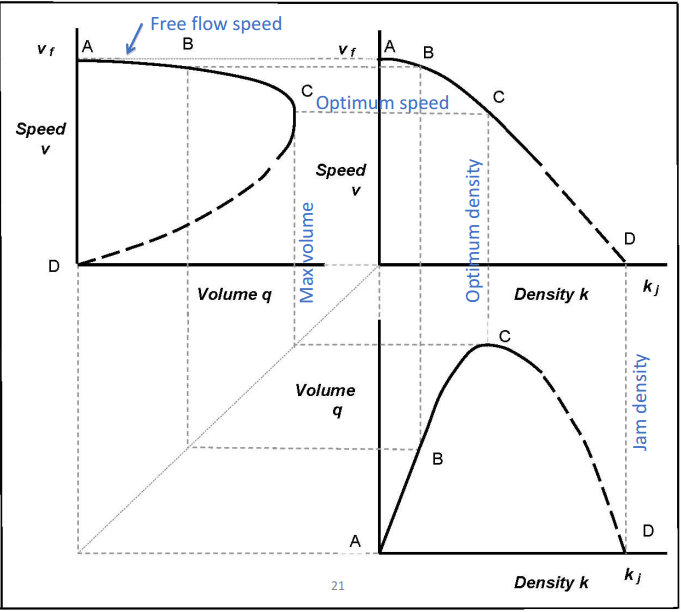 Free flow speed
v f
A
B
C
Speed
v
D
Volume q
Max volume
Optimum speed
v f
A
B
C
Speed
v
Optimum density
D
Density k
k j
Volume
q
C
B
A
D
Jam density
Density k
k j
21